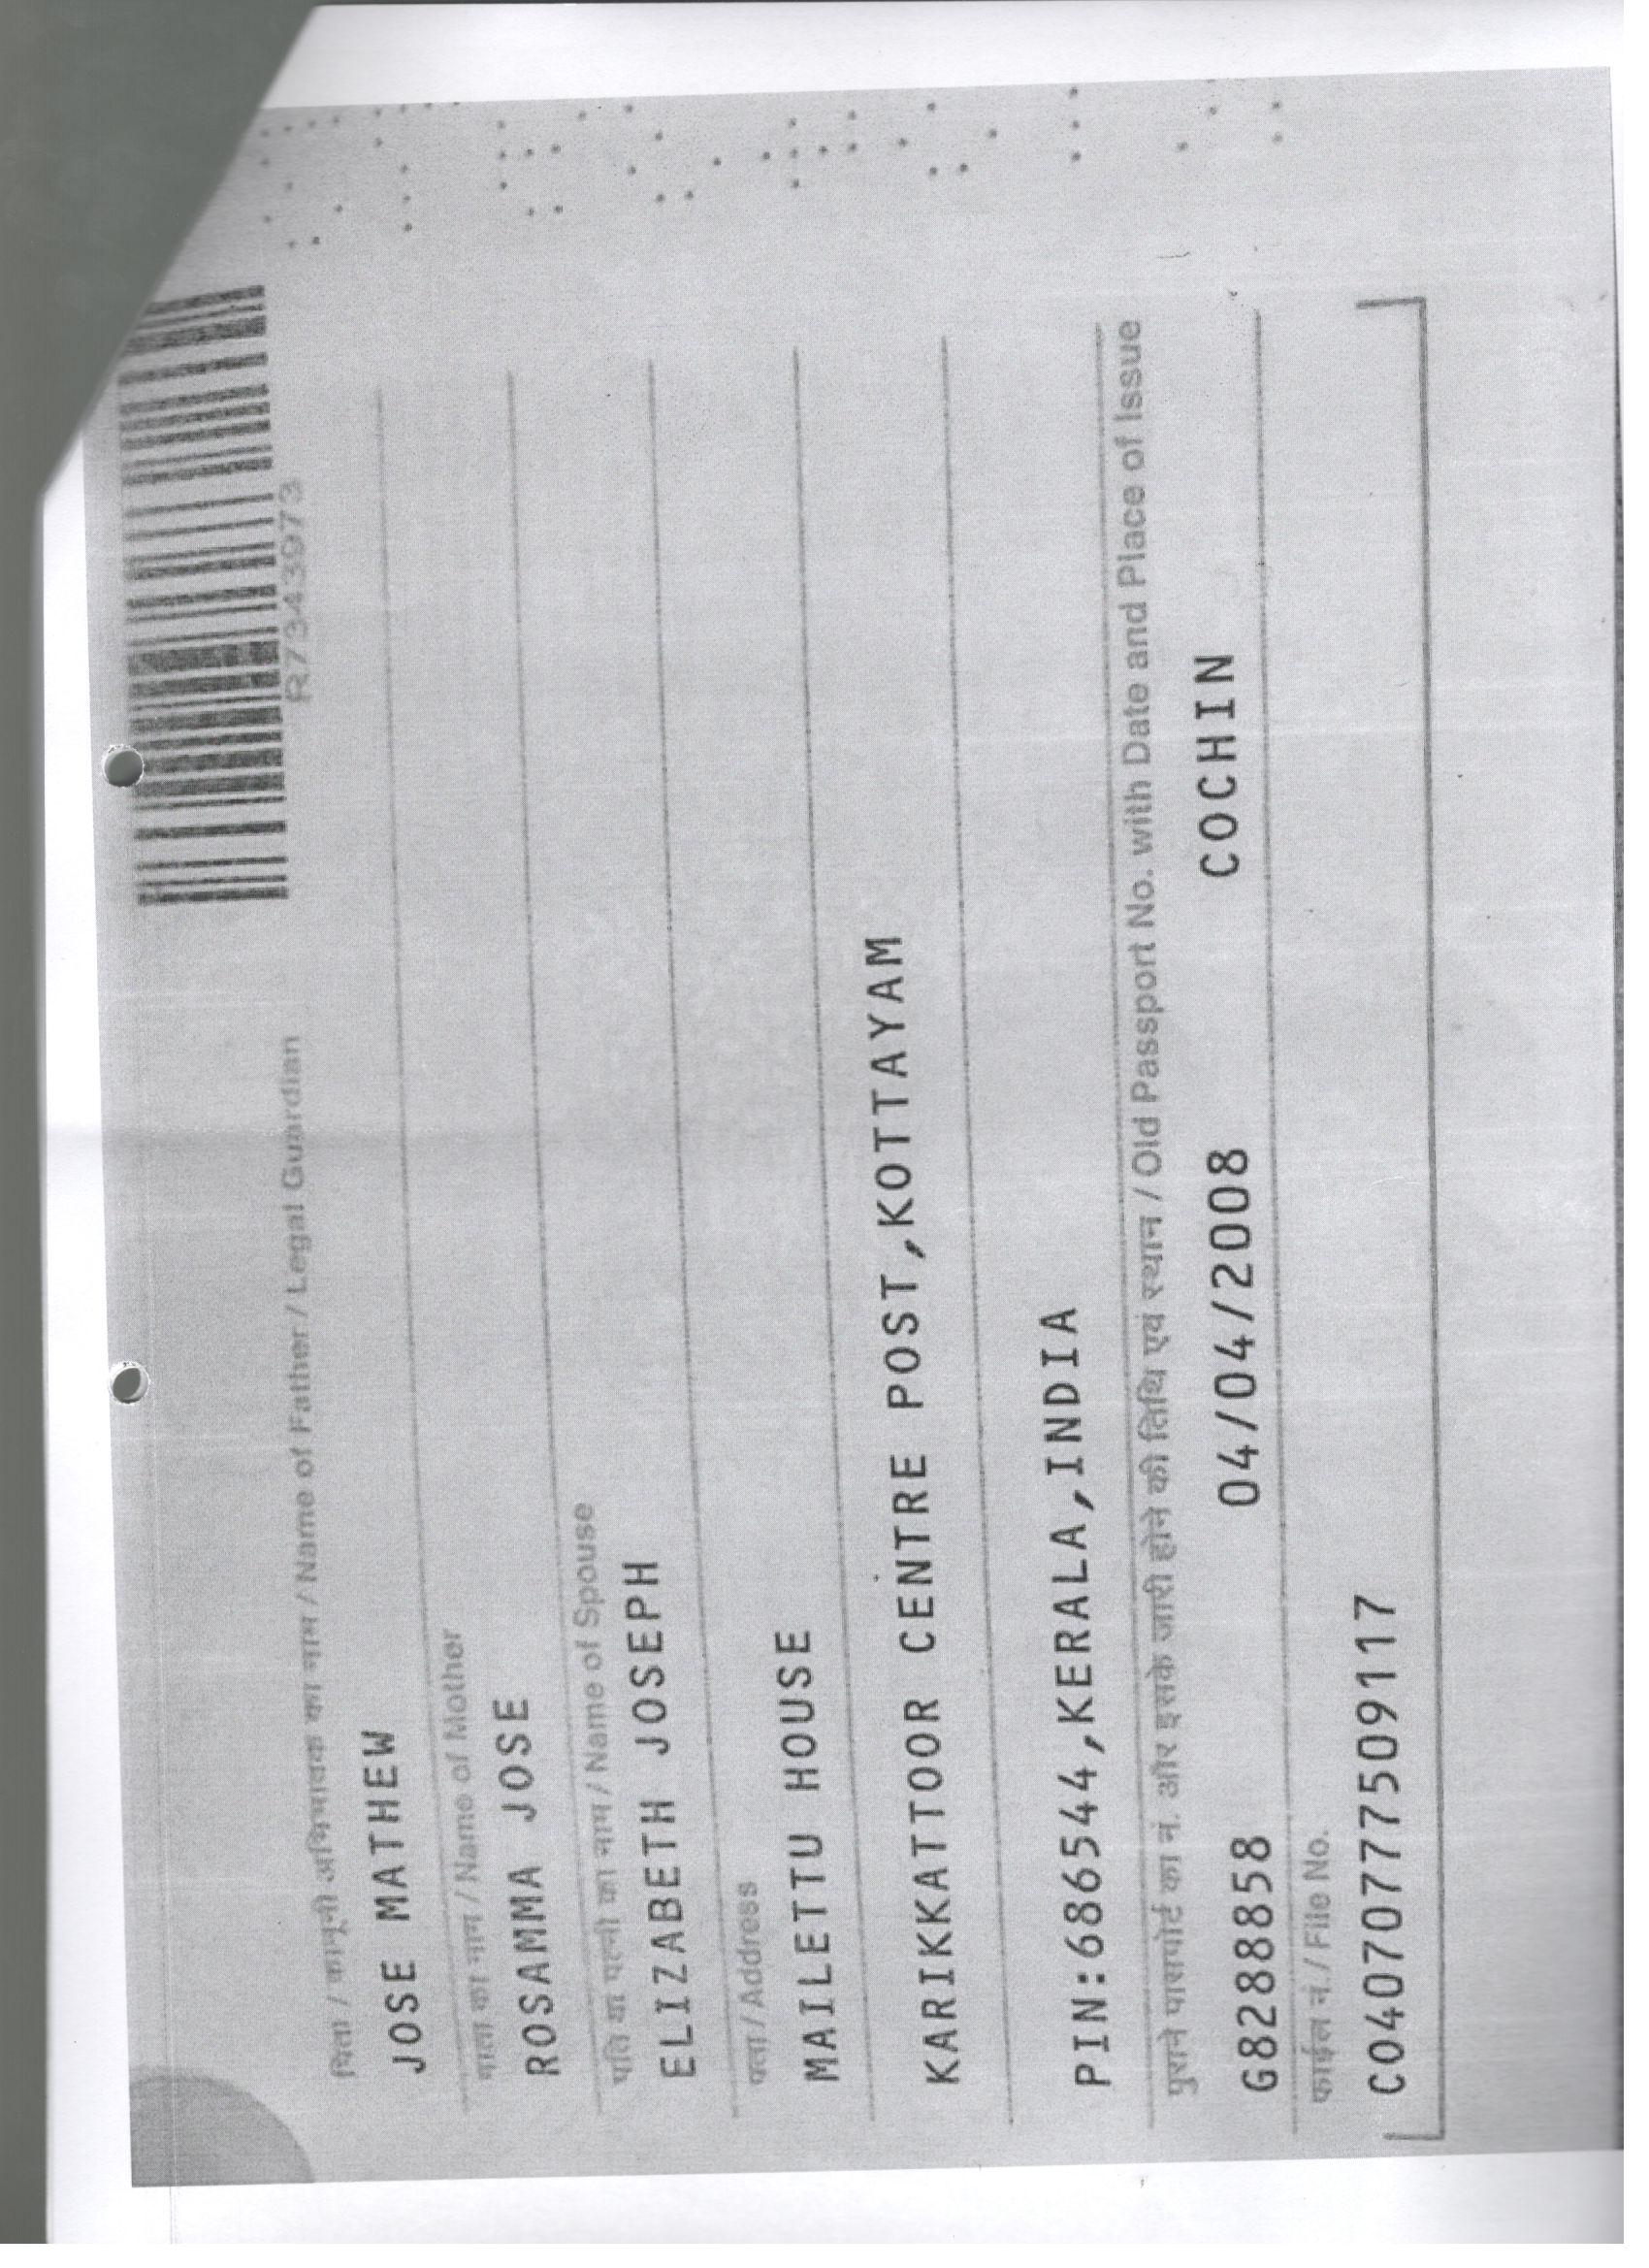 R7343973
पिता / कानूनी अभिभावक का नाम / Name of Father / Legal Guardian
JOSE MATHEW
माता का नाम / Name of Mother
ROSAMMA JOSE
पति या पत्नी का नाम / Name of Spouse
ELIZABETH JOSEPH
पता / Address
MAILETTU HOUSE
KARIKKATTOOR CENTRE POST,KOTTAYAM
PIN:686544,KERALA,INDIA
पुराने पासपोर्ट का नं. और इसके जारी होने की तिथि एवं स्थान / Old Passport No. with Date and Place of Issue
G8288858 04/04/2008 COCHIN
फाईल नं. / File No.
CO4070777509117